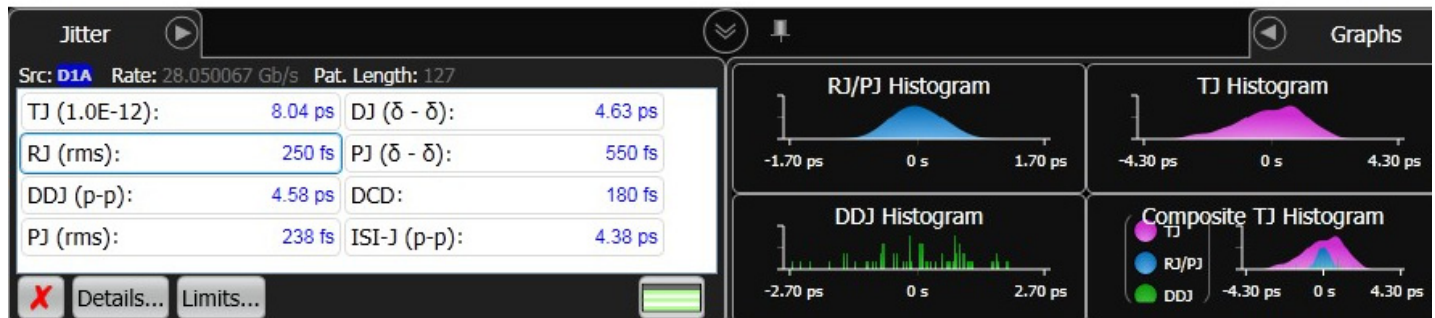 Jitter
Graphs
Src: D1A Rate: 28.050067 Gb/s Pat. Length: 127
TJ (1.0E-12): 8.04 ps DJ (δ - δ): 4.63 ps
RJ (rms): 250 fs PJ (δ - δ): 550 fs
DDJ (p-p): 4.58 ps DCD: 180 fs
PJ (rms): 238 fs ISI-J (p-p): 4.38 ps
Details... Limits...
RJ/PJ Histogram
-1.70 ps 0 s 1.70 ps
TJ Histogram
-4.30 ps 0 s 4.30 ps
DDJ Histogram
-2.70 ps 0 s 2.70 ps
Composite TJ Histogram
TJ
RJ/PJ
DDJ
-4.30 ps 0 s 4.30 ps